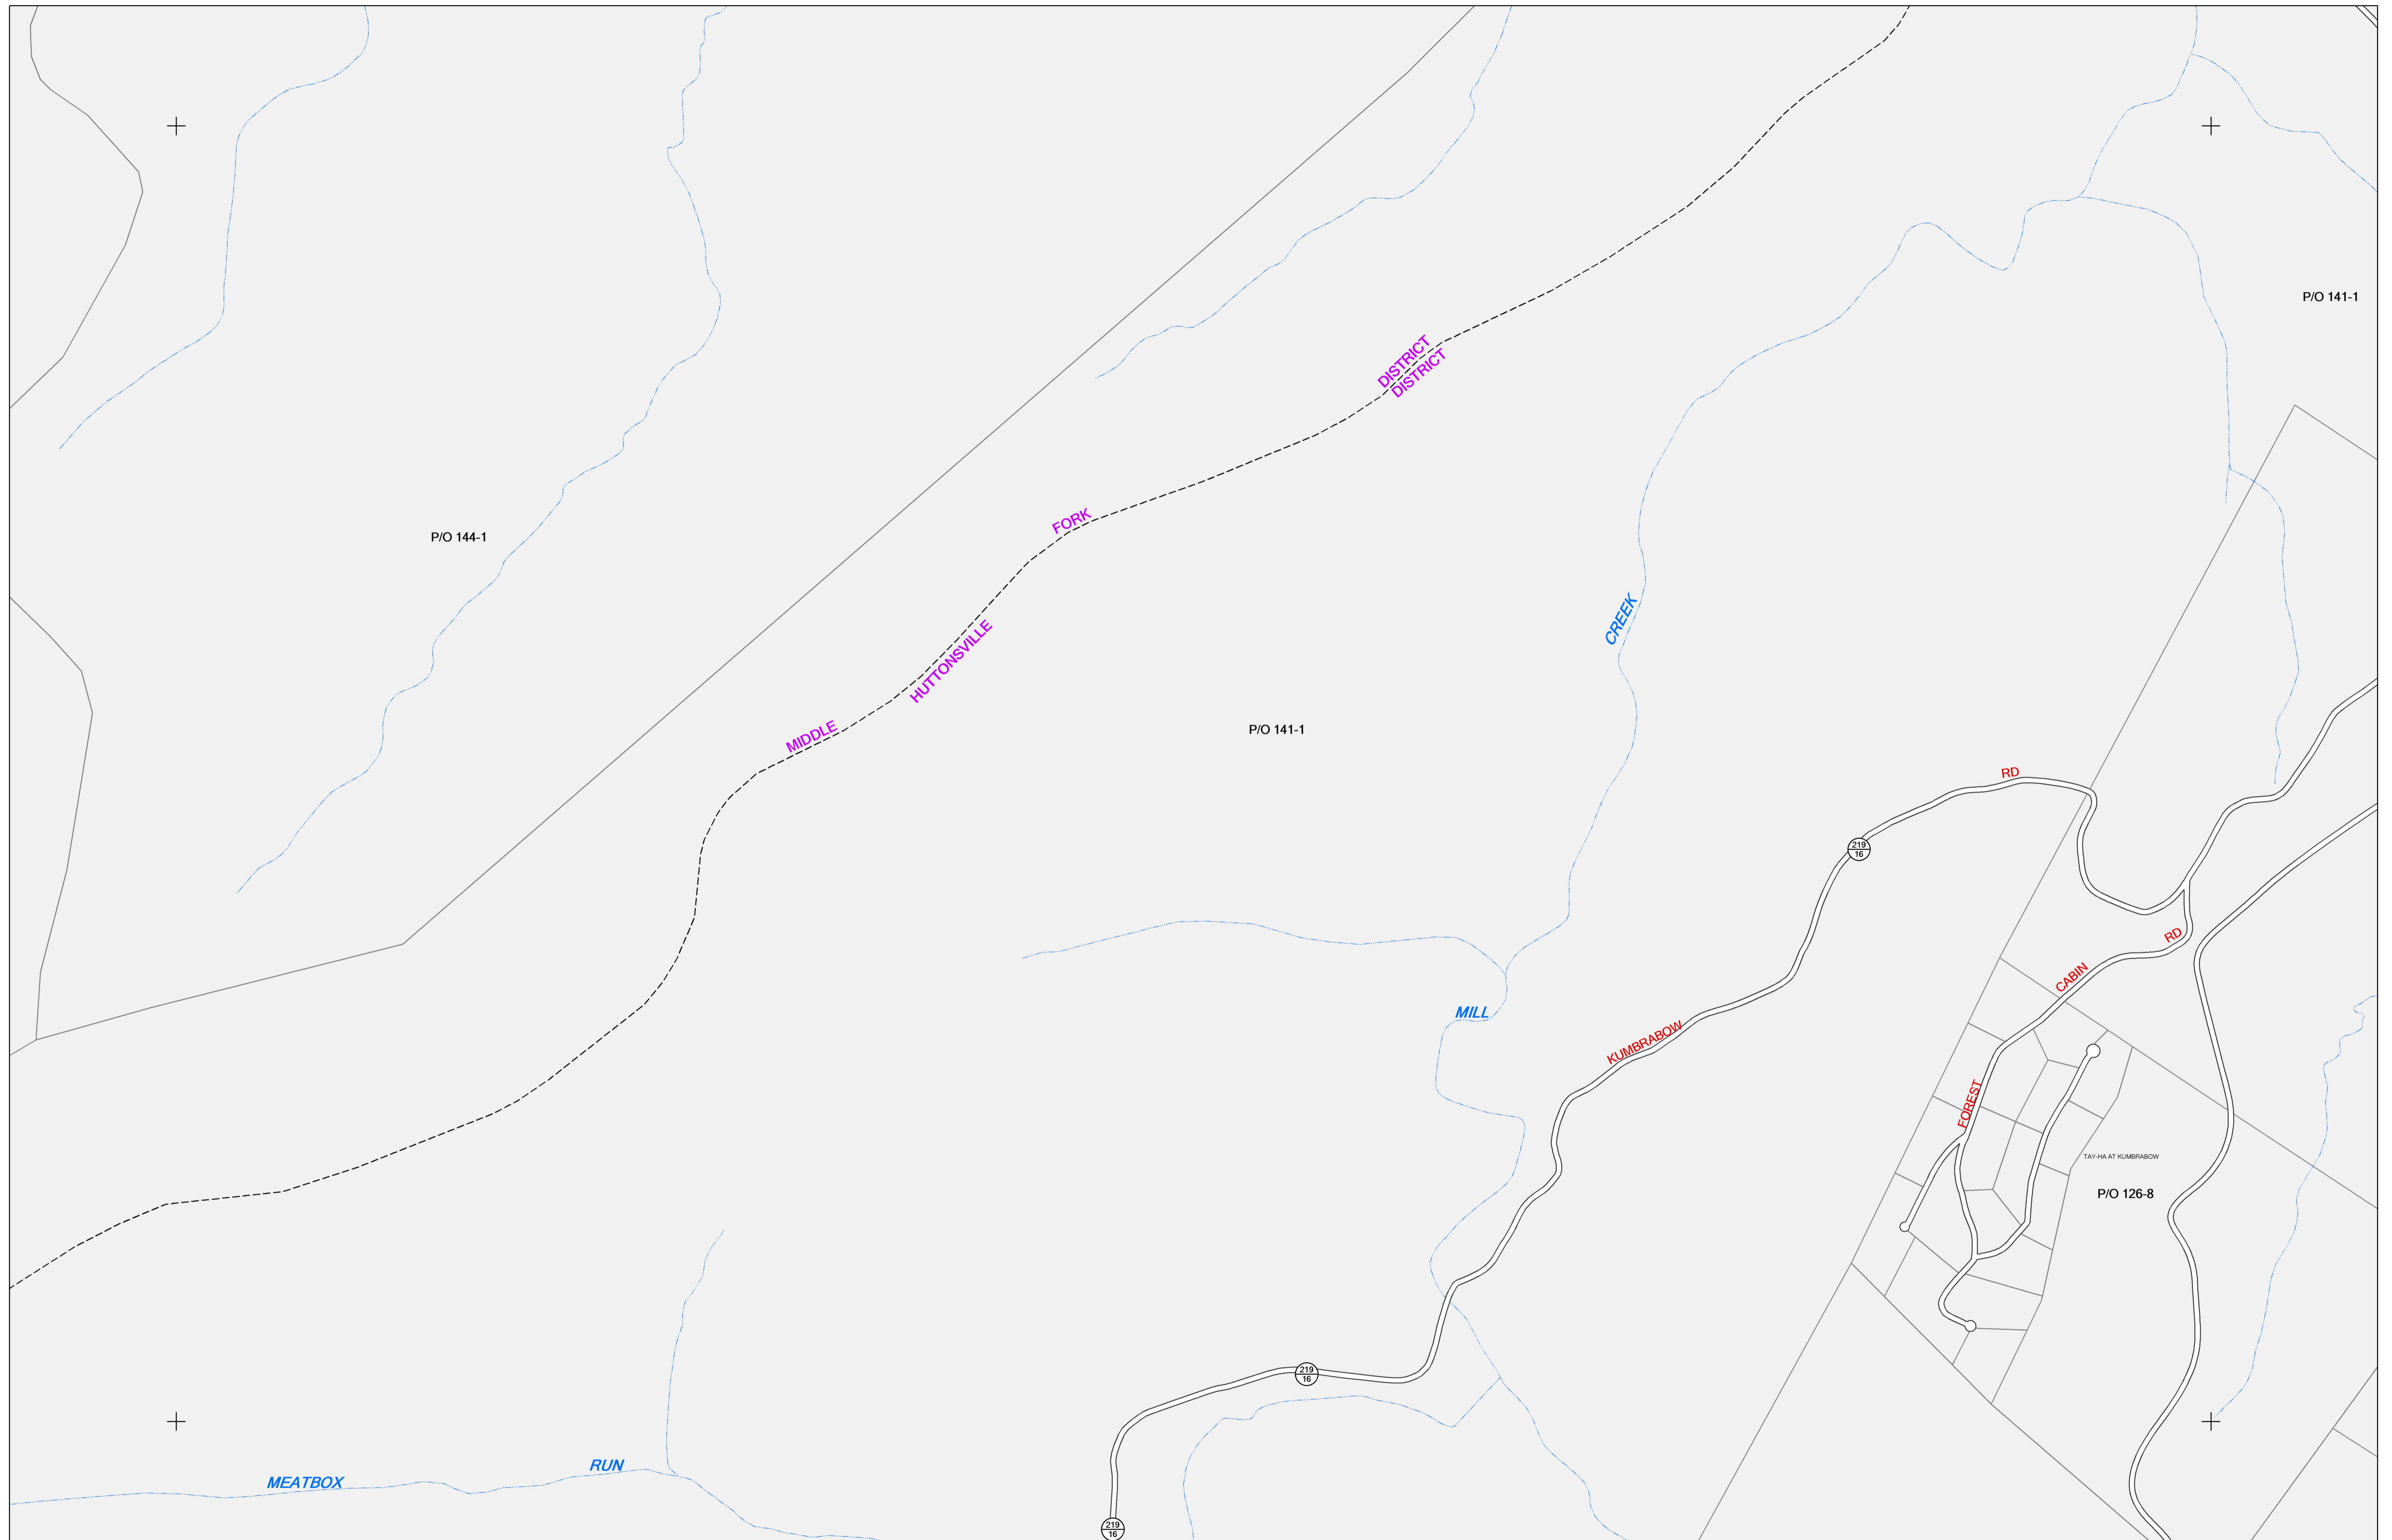 P/O 141-1
DISTRICT
DISTRICT
FORK
P/O 144-1
CREEK
HUTTONSVILLE
MIDDLE
P/O 141-1
RD
219
16
RD
CABIN
MILL
KUMBRABOW
FOREST
TAY-HA AT KUMBRABOW
P/O 126-8
219
16
RUN
MEATBOX
219
16